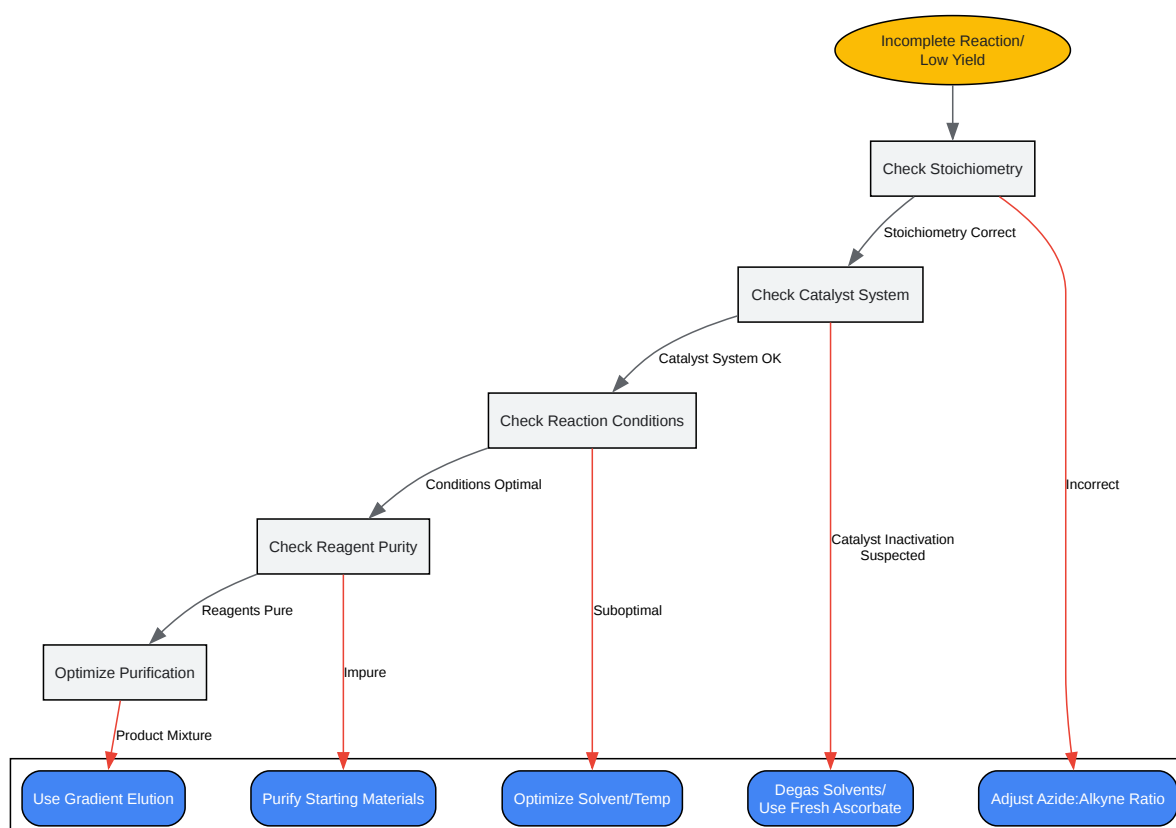 Incomplete Reaction/
Low Yield
Check Stoichiometry
Stoichiometry Correct
Check Catalyst System
Catalyst System OK
Check Reaction Conditions
Conditions Optimal
Incorrect
Check Reagent Purity
Catalyst Inactivation
Suspected
Reagents Pure
Suboptimal
Optimize Purification
Impure
Product Mixture
Use Gradient Elution
Purify Starting Materials
Optimize Solvent/Temp
Degas Solvents/
Use Fresh Ascorbate
Adjust Azide:Alkyne Ratio